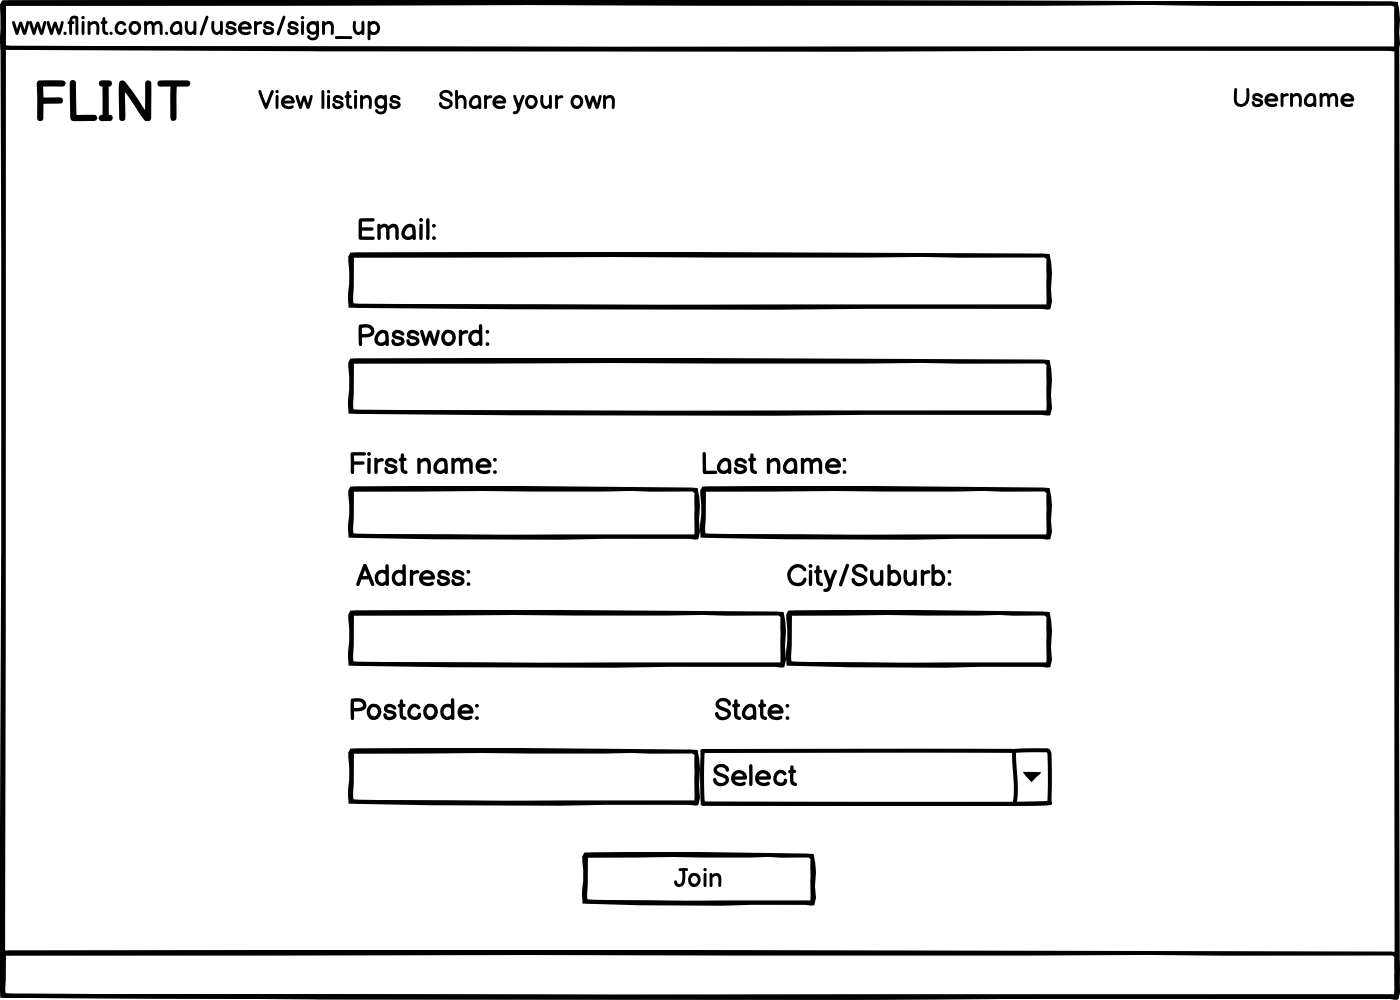 www.flint.com.au/users/sign_up
FLINT View listings Share your own Username
Email:
Password:
First name: Last name:
Address: City/Suburb:
Postcode: State:
Select
Join